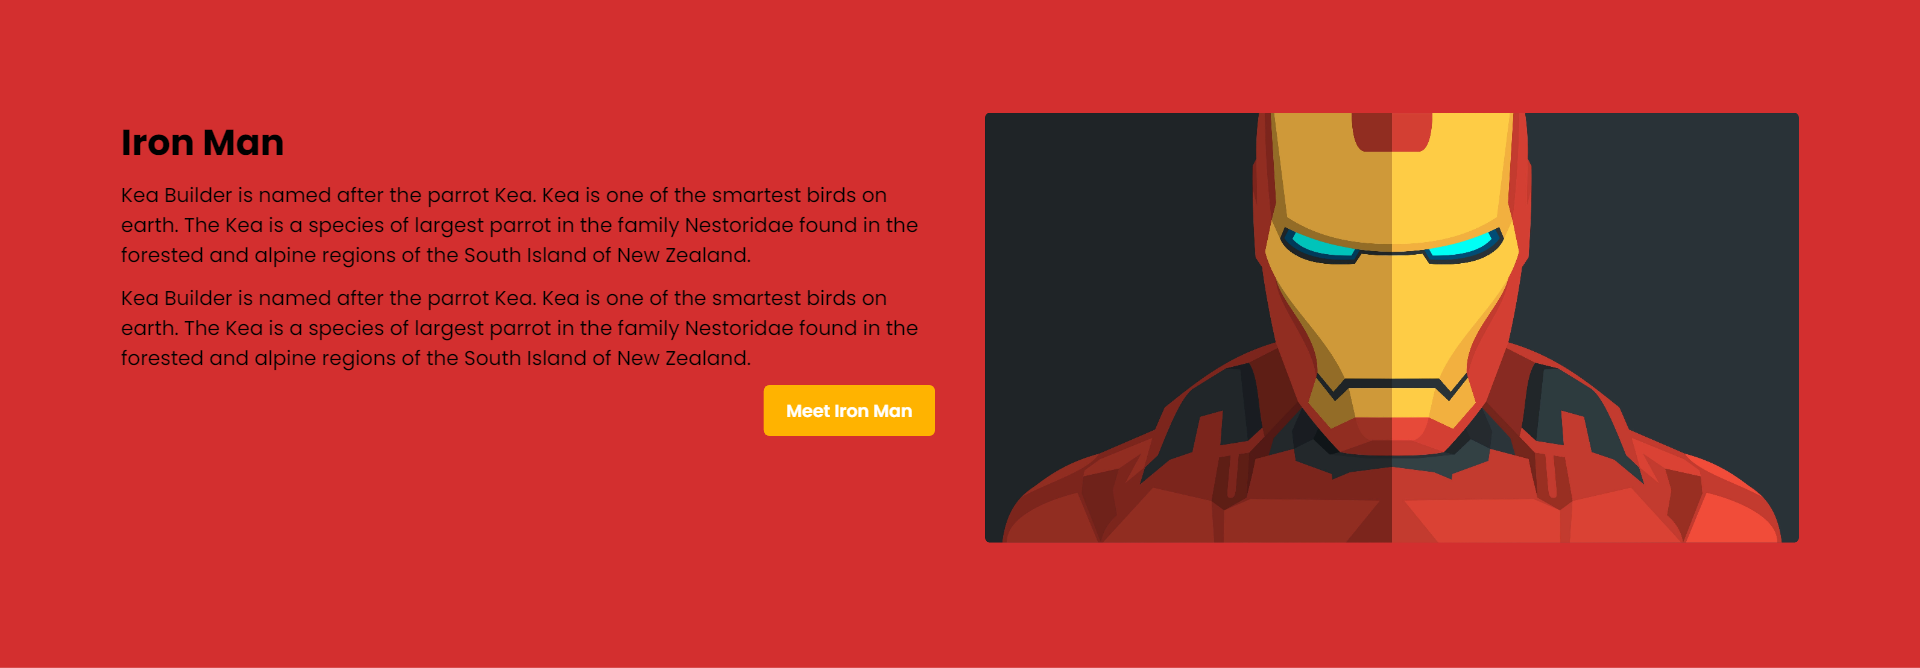 Iron Man
Kea Builder is named after the parrot Kea. Kea is one of the smartest birds on
earth. The Kea is a species of largest parrot in the family Nestoridae found in the
forested and alpine regions of the South Island of New Zealand.
Kea Builder is named after the parrot Kea. Kea is one of the smartest birds on
earth. The Kea is a species of largest parrot in the family Nestoridae found in the
forested and alpine regions of the South Island of New Zealand.
Meet Iron Man